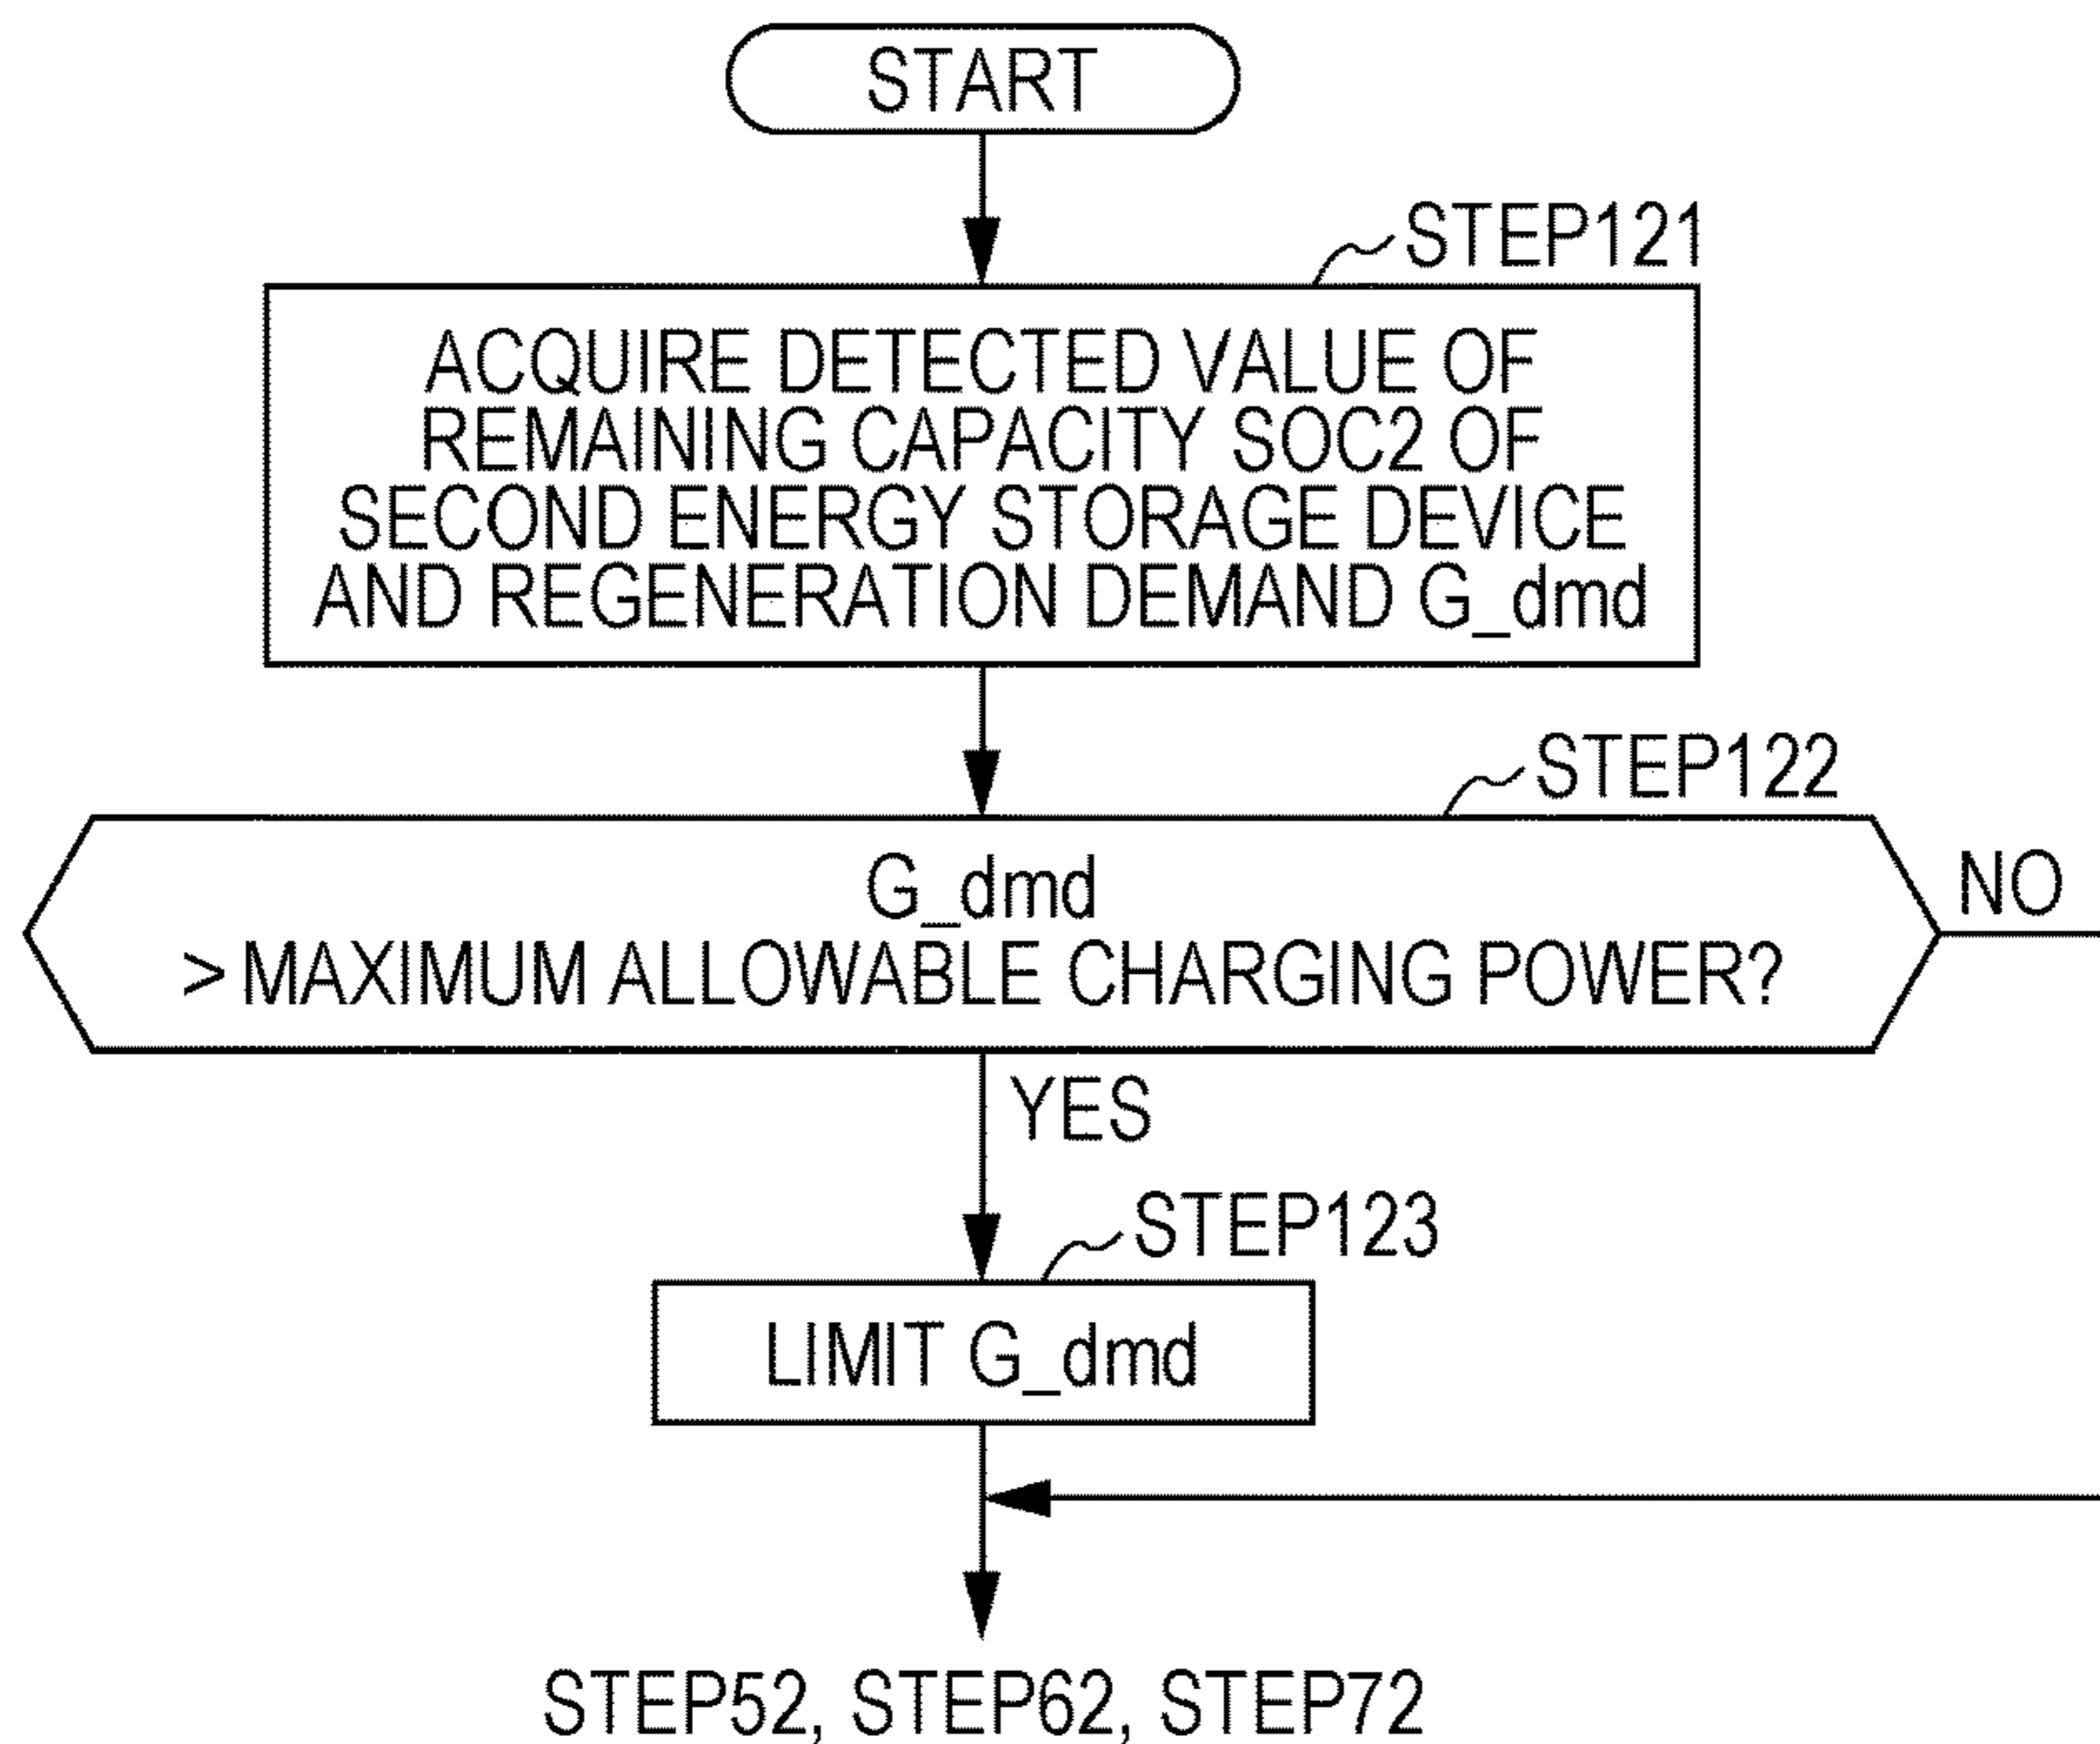 START
STEP121
ACQUIRE DETECTED VALUE OF
REMAINING CAPACITY SOC2 OF
SECOND ENERGY STORAGE DEVICE
AND REGENERATION DEMAND G_dmd
STEP122
G_dmd
> MAXIMUM ALLOWABLE CHARGING POWER?
NO
YES
STEP123
LIMIT G_dmd
STEP52, STEP62, STEP72